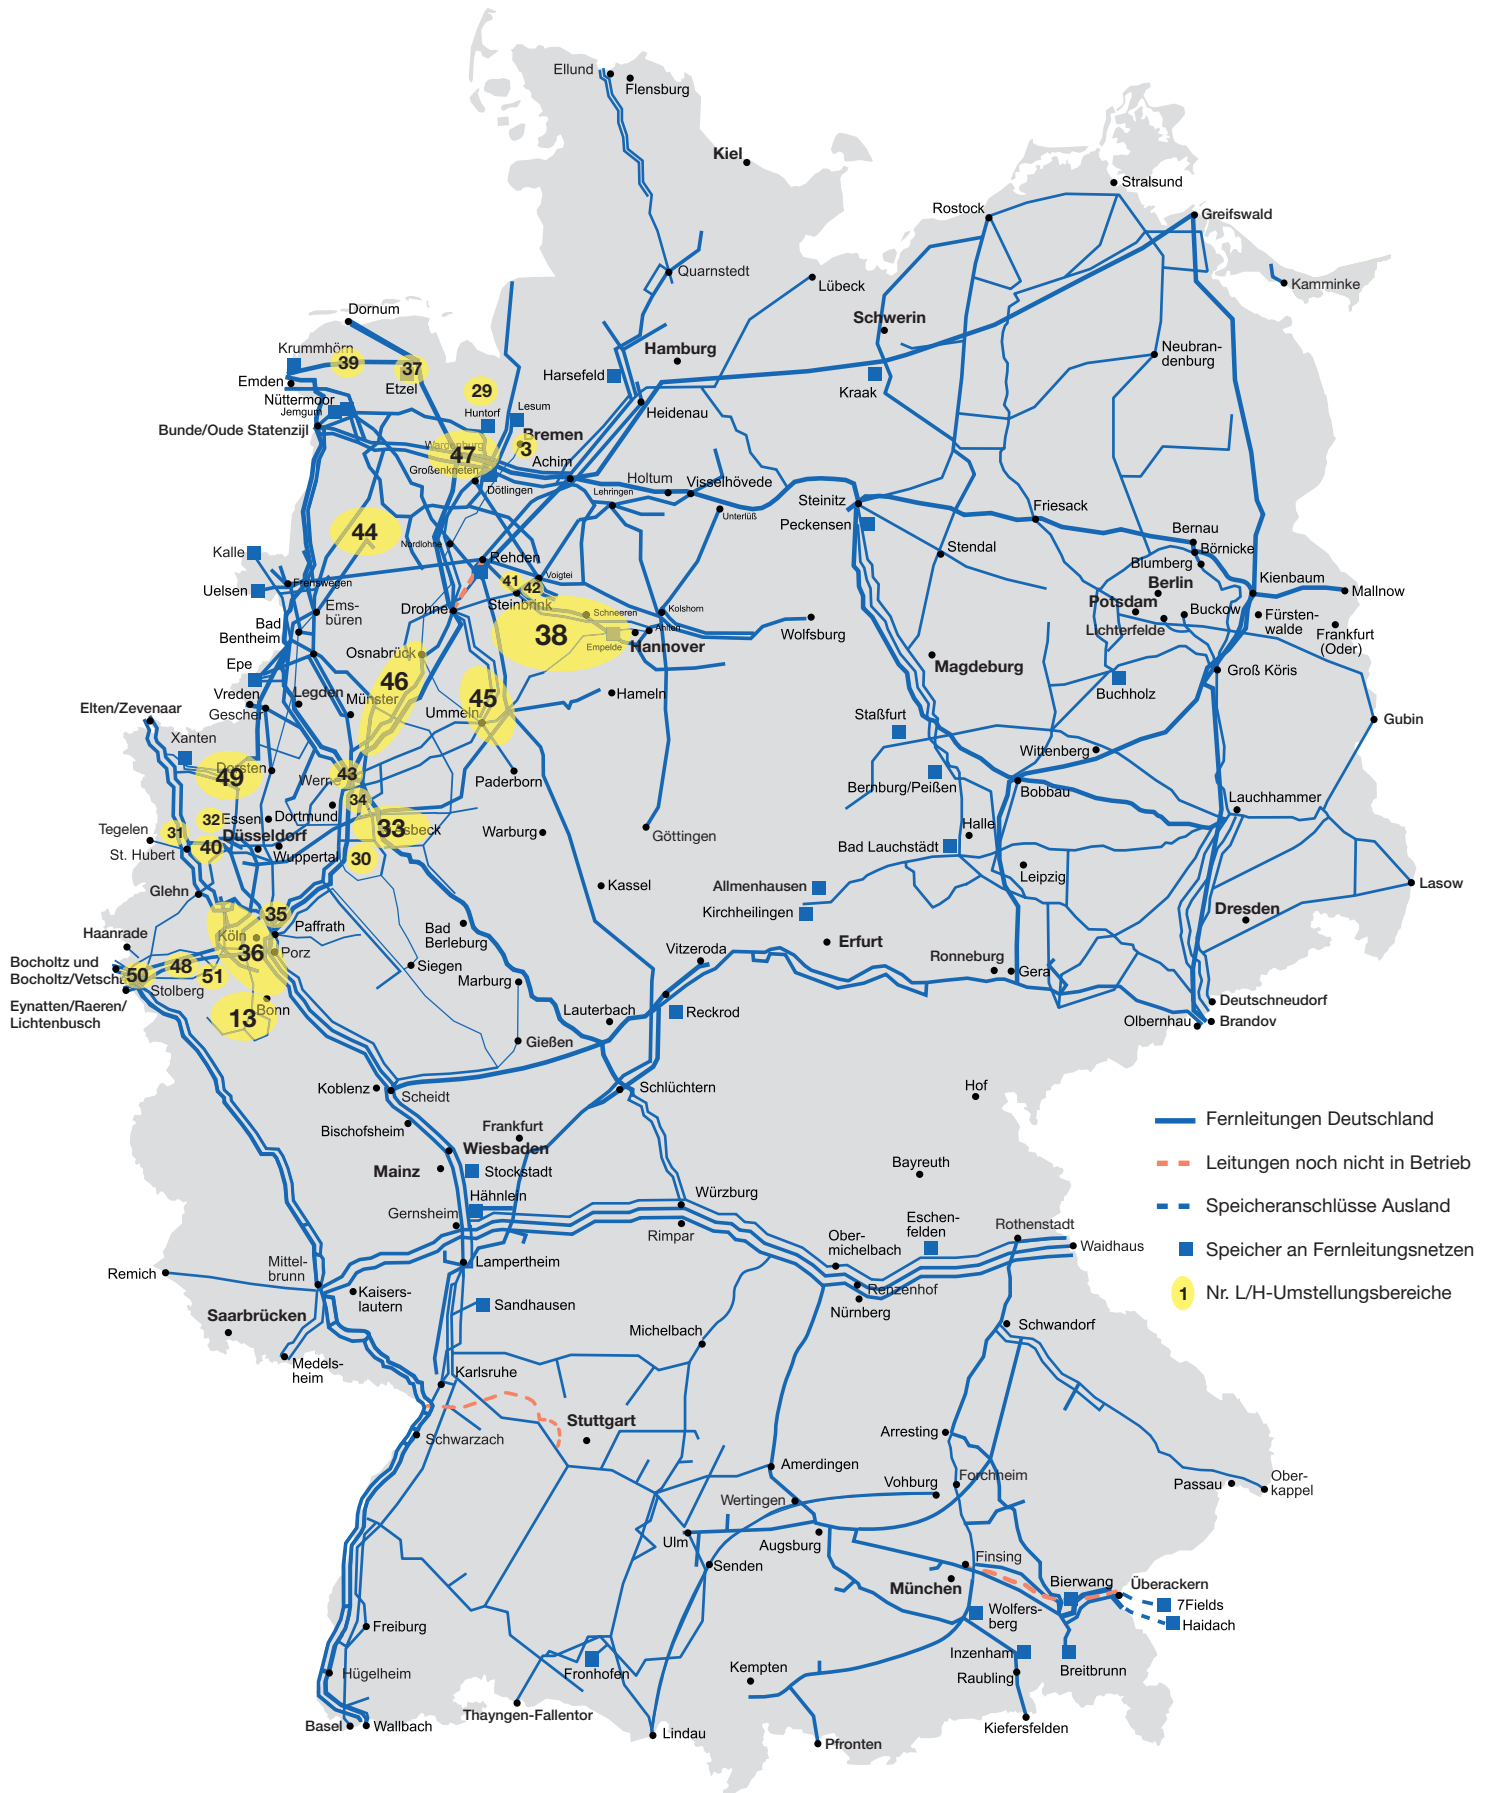 Ellund
Flensburg
Kiel
Stralsund
Rostock
Greifswald
Quarnstedt
Lübeck
Kamminke
Dornum
Schwerin
Krummhörn
39
37
Hamburg
Neubran-
denburg
Emden
Etzel
29
Harsefeld
Kraak
Nüttermoor
Jemgum
Huntorf
Lesum
Heidenau
Bunde/Oude Statenzijl
Bremen
Wardenburg
47
3
Großenkneten
Achim
Dötlingen
Holtum
Visselhövede
Lehringen
Unterlüß
Steinitz
Peckensen
Friesack
Bernau
44
Nordlohne
Börnicke
Kalle
Rehden
Stendal
Blumberg
Voigtei
Kienbaum
Frenswegen
41
42
Berlin
Uelsen
Mallnow
Steinbrink
Potsdam
Ems-
büren
Drohne
Schneeren
Kolshorn
Buckow
Fürsten-
walde
Bad
Bentheim
38
Ahlten
Wolfsburg
Lichterfelde
Frankfurt
(Oder)
Empelde
Hannover
Osnabrück
Epe
Magdeburg
Groß Köris
46
Vreden
Legden
Münster
45
Hameln
Buchholz
Elten/Zevenaar
Gescher
Ummeln
Staßfurt
Gubin
Xanten
Wittenberg
Dorsten
49
Werne
43
Paderborn
Bernburg/Peißen
Bobbau
34
Lauchhammer
32
Essen
Dortmund
Tegelen
31
Düsseldorf
33
sbeck
Warburg
Göttingen
Halle
St. Hubert
40
Wuppertal
30
Bad Lauchstädt
Leipzig
Glehn
Kassel
Allmenhausen
Lasow
35
Kirchheilingen
Dresden
Haanrade
Köln
Paffrath
Bad
Berleburg
Erfurt
36
Porz
Vitzeroda
Ronneburg
Bocholtz und
Bocholtz/Vetsch
50
48
51
Siegen
Gera
Stolberg
Marburg
Eynatten/Raeren/
Lichtenbusch
13
Bonn
Lauterbach
Reckrod
Deutschneudorf
Olbernhau
Brandov
Gießen
Koblenz
Scheidt
Schlüchtern
Hof
Bischofsheim
Frankfurt
Wiesbaden
Mainz
Stockstadt
Bayreuth
Hähnlein
Würzburg
Gernsheim
Rimpar
Eschen-
felden
Rothenstadt
Ober-
michelbach
Waidhaus
Remich
Mittel-
brunn
Lampertheim
Kaisers-
lautern
Renzenhof
Sandhausen
Nürnberg
Saarbrücken
Michelbach
Schwandorf
Medels-
heim
Karlsruhe
Stuttgart
Schwarzach
Arresting
Amerdingen
Forchheim
Vohburg
Passau
Ober-
kappel
Wertingen
Ulm
Augsburg
Senden
Finsing
München
Bierwang
Überackern
7Fields
Wolfers-
berg
Haidach
Freiburg
Inzenham
Fronhofen
Kempten
Raubling
Breitbrunn
Hügelheim
Thayngen-Fallentor
Basel
Wallbach
Lindau
Kiefersfelden
Pfronten
Fernleitungen Deutschland
Leitungen noch nicht in Betrieb
Speicheranschlüsse Ausland
Speicher an Fernleitungsnetzen
1
Nr. L/H-Umstellungsbereiche